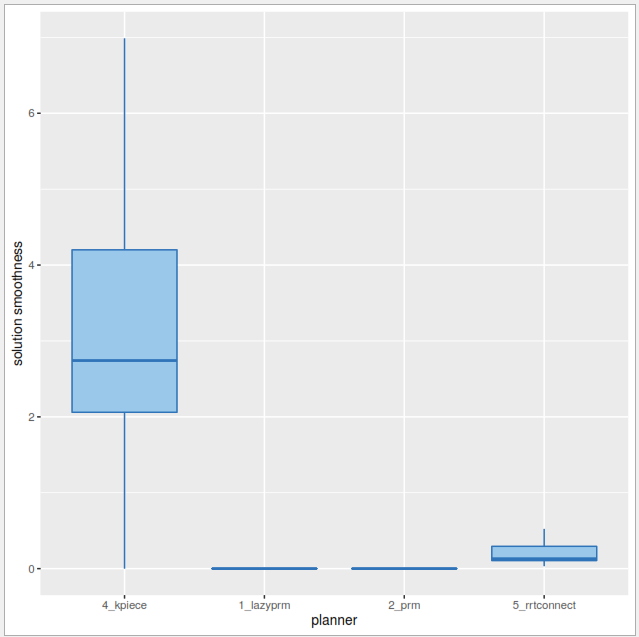 solution smoothness
6
4
2
0
4_kpiece 1_lazyprm 2_prm 5_rrtconnect
planner